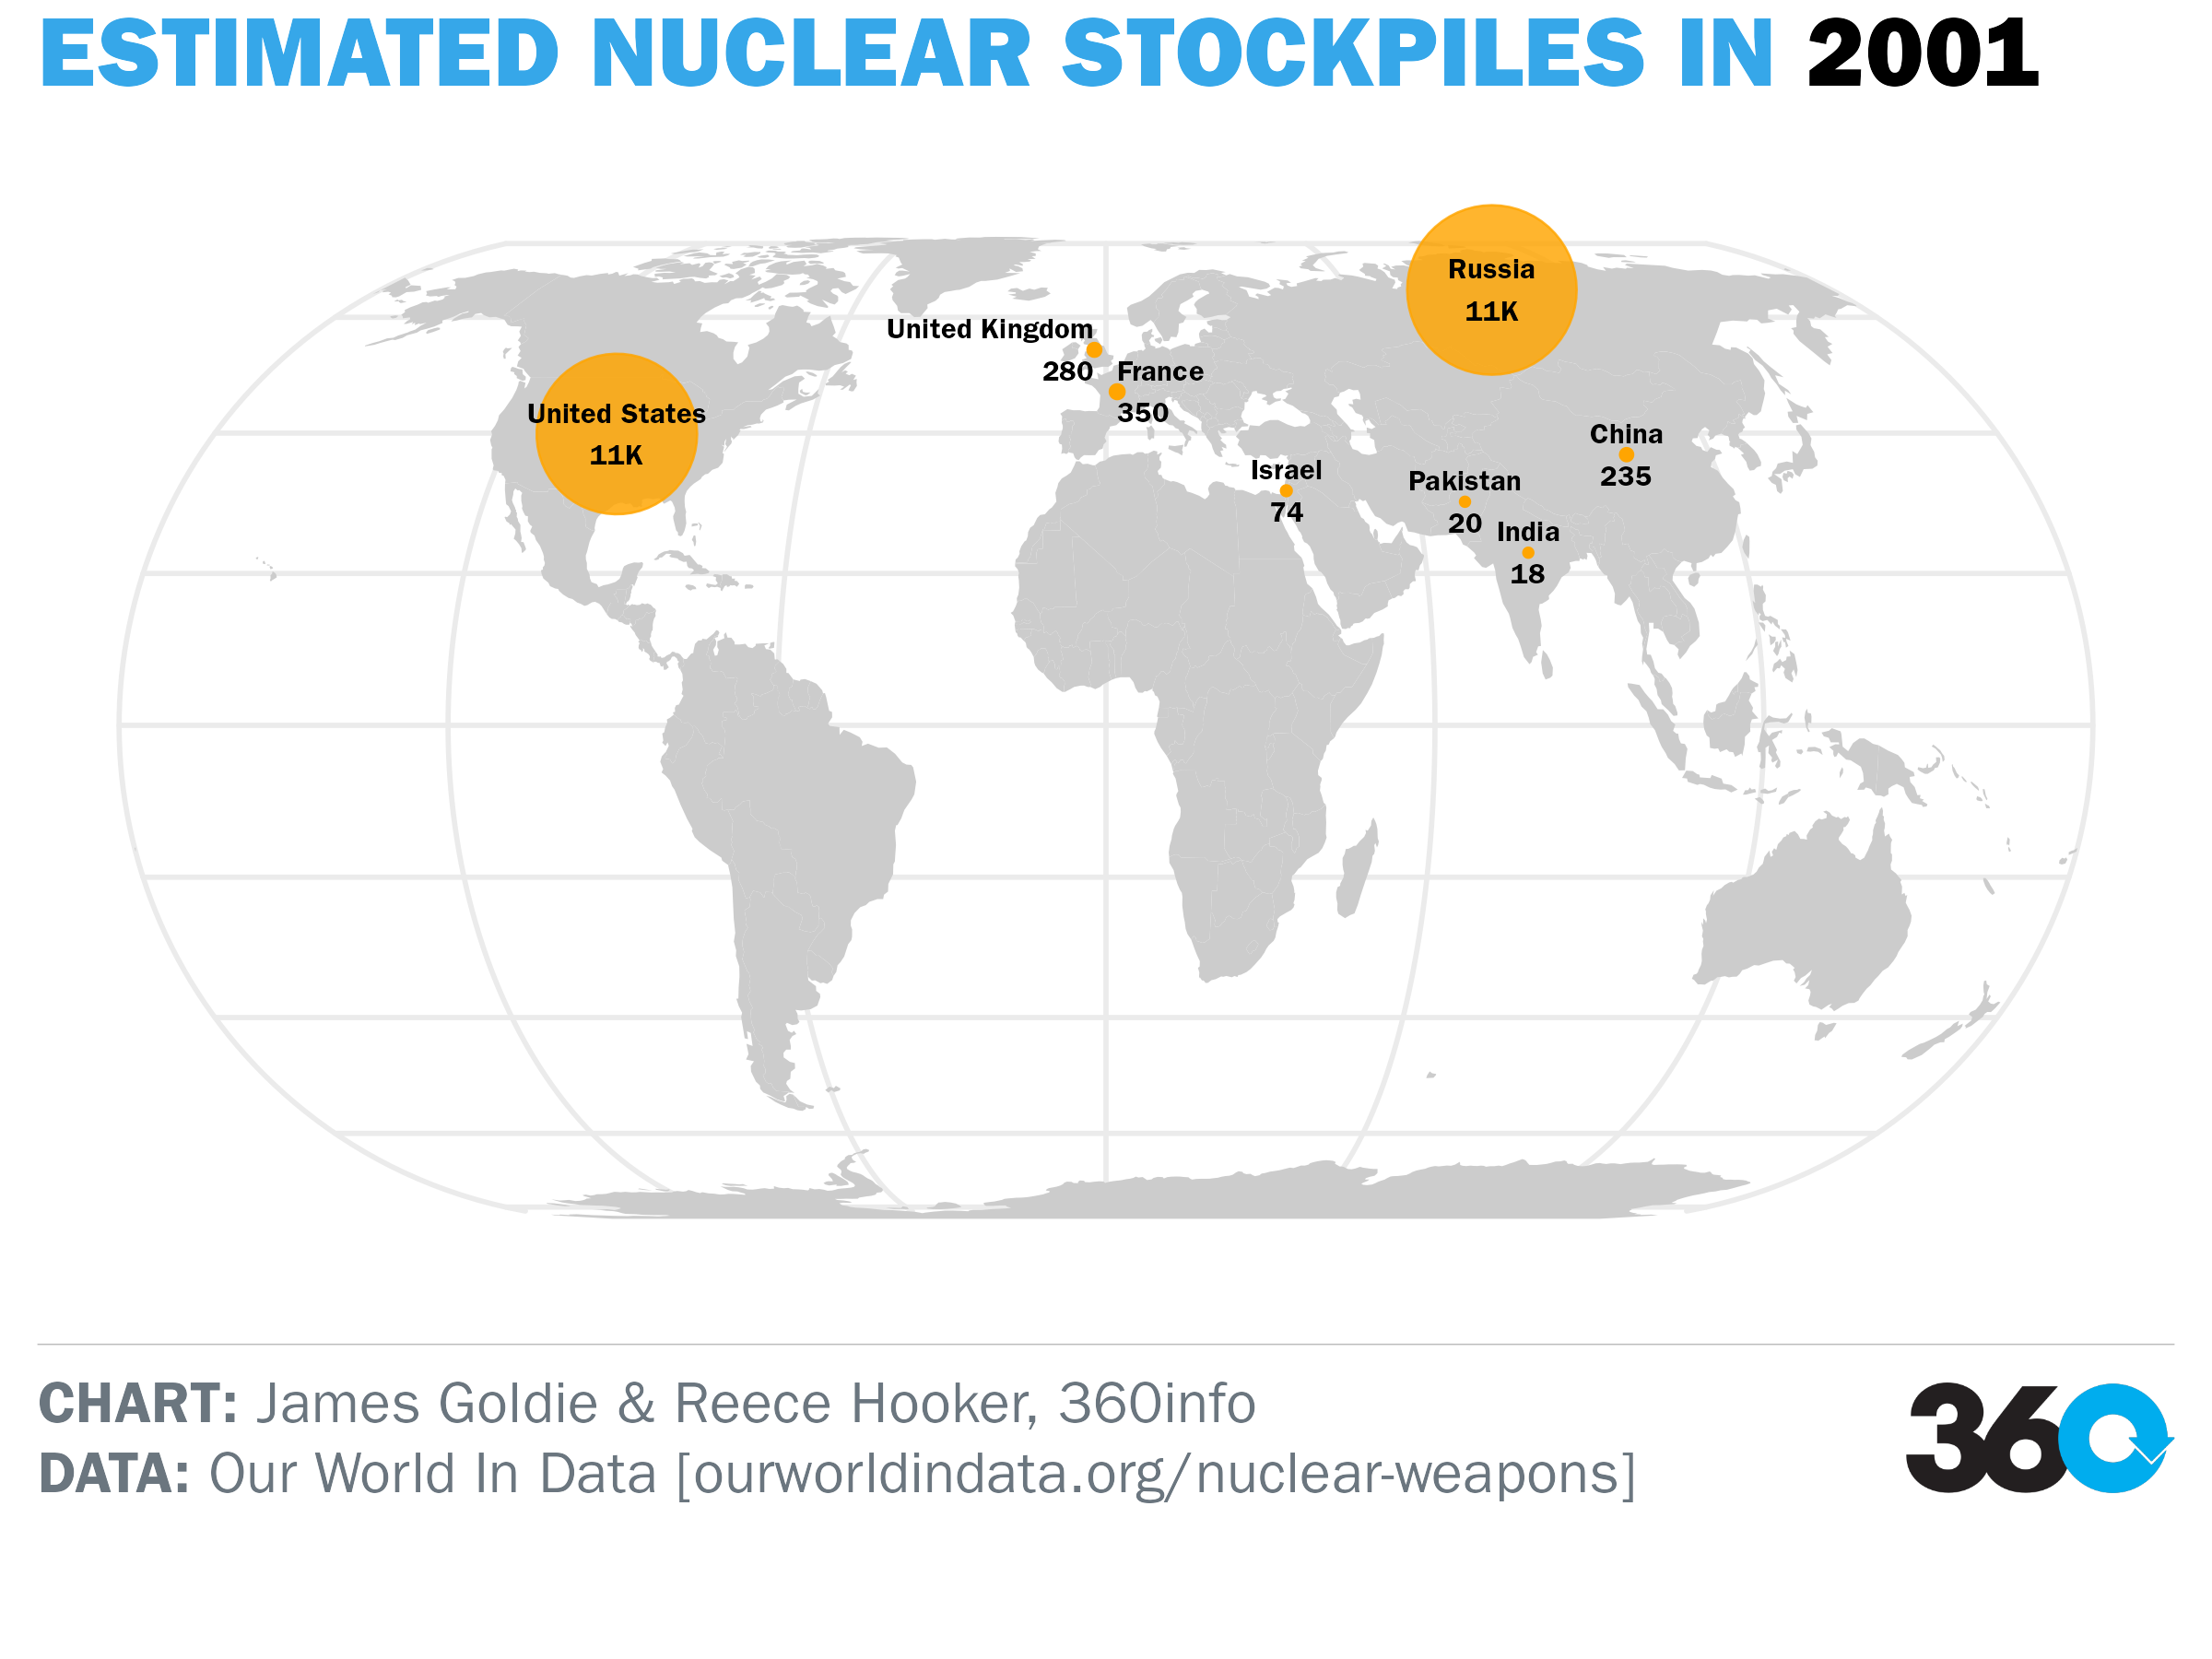 ESTIMATED NUCLEAR STOCKPILES IN 2001
Russia
11K
United Kingdom
280
France
350
United States
11K
China
235
Israel
74
Pakistan
20
India
18
CHART: James Goldie & Reece Hooker, 360info
DATA: Our World In Data [ourworldindata.org/nuclear-weapons]
360